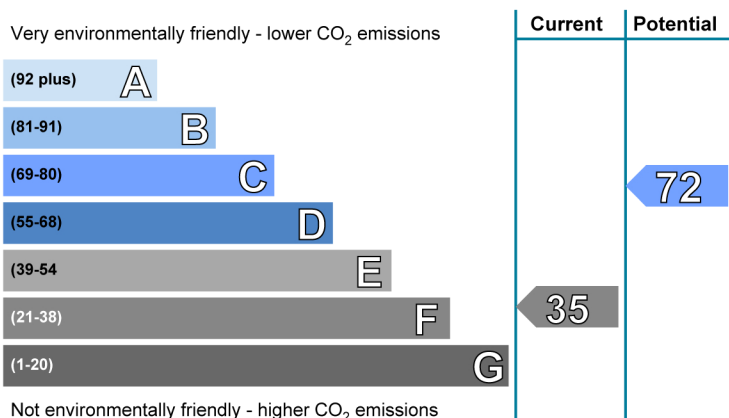 Current Potential
Very environmentally friendly - lower CO2 emissions
(92 plus) A
(81-91) B
(69-80) C
72
(55-68) D
(39-54 E
(21-38) F
35
(1-20) G
Not environmentally friendly - higher CO2 emissions